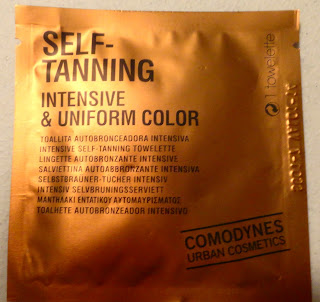 SELF-
TANNING
INTENSIVE
& UNIFORM COLOR
TOALLITA AUTOBRONCEADORA INTENSIVA
INTENSIVE SELF-TANNING TOWELETTE
LINGETTE AUTOBRONZANTE INTENSIVE
SALVIETTINA AUTOABBRONZANTE INTENSIVA
SELBSTBRÄUNER-TÜCHER INTENSIV
INTENSIV SELVBRUNINGSSERVIETT
ΜΑΝΤΗΛΑΚΙ ΕΝΤΑΤΙΚΟΥ ΑΥΤΟΜΑΥΡΙΣΜΑΤΟΣ
TOALHETE AUTOBRONZEADOR INTENSIVO
COMODYNES
URBAN COSMETICS
1 towelette